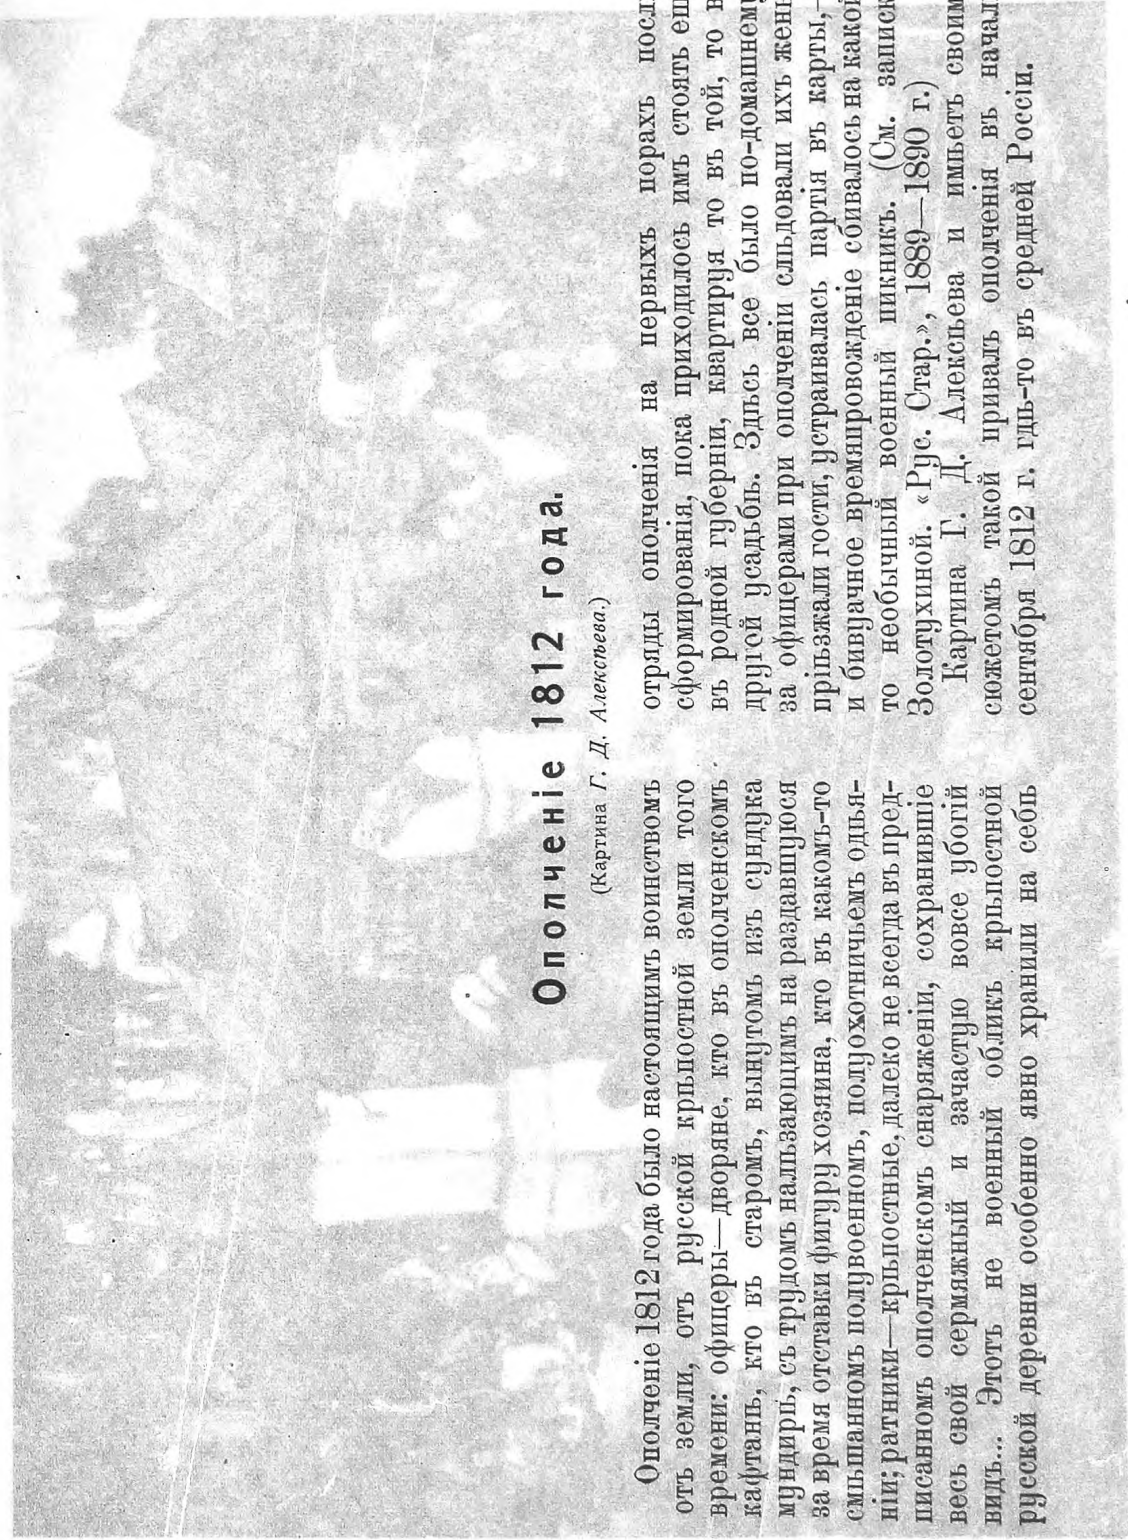 Ополченіе 1812 года.
(Картина Г. Д. Алексѣева.)
Ополченіе 1812 года было настоящимъ воинствомъ
отъ земли, отъ русской крѣпостной земли того
времени: офицеры—дворяне, кто въ ополченскомъ
кафтанѣ, кто въ старомъ, вынутомъ изъ сундука
мундирѣ, съ трудомъ налѣзающимъ на раздавшуюся
за время отставки фигуру хозяина, кто въ какомъ-то
смѣшанномъ полувоенномъ, полуохотничьемъ одѣя-
ніи; ратники—крѣпостные, далеко не всегда въ пред-
писанномъ ополченскомъ снаряженіи, сохранившіе
весь свой сермяжный и зачастую вовсе убогій
видъ... Этотъ не военный обликъ крѣпостной
русской деревни особенно явно хранили на себѣ
отряды ополченія на первыхъ порахъ
сформированія, пока приходилось имъ стоять
въ родной губерніи, квартируя то въ той, то
другой усадьбѣ. Здѣсь все было по-домашнему
за офицерами при ополченіи слѣдовали ихъ
пріѣзжали гости, устраивалась партія въ карты,—
и бивуачное времяпровожденіе сбивалось на
то необычный военный пикникъ. (См.
Золотухиной. «Рус. Стар.», 1889—1890 г.)
Картина Г. Д. Алексѣева и имѣетъ
сюжетомъ такой привалъ ополченія въ
сентября 1812 г. гдѣ-то въ средней Россіи.